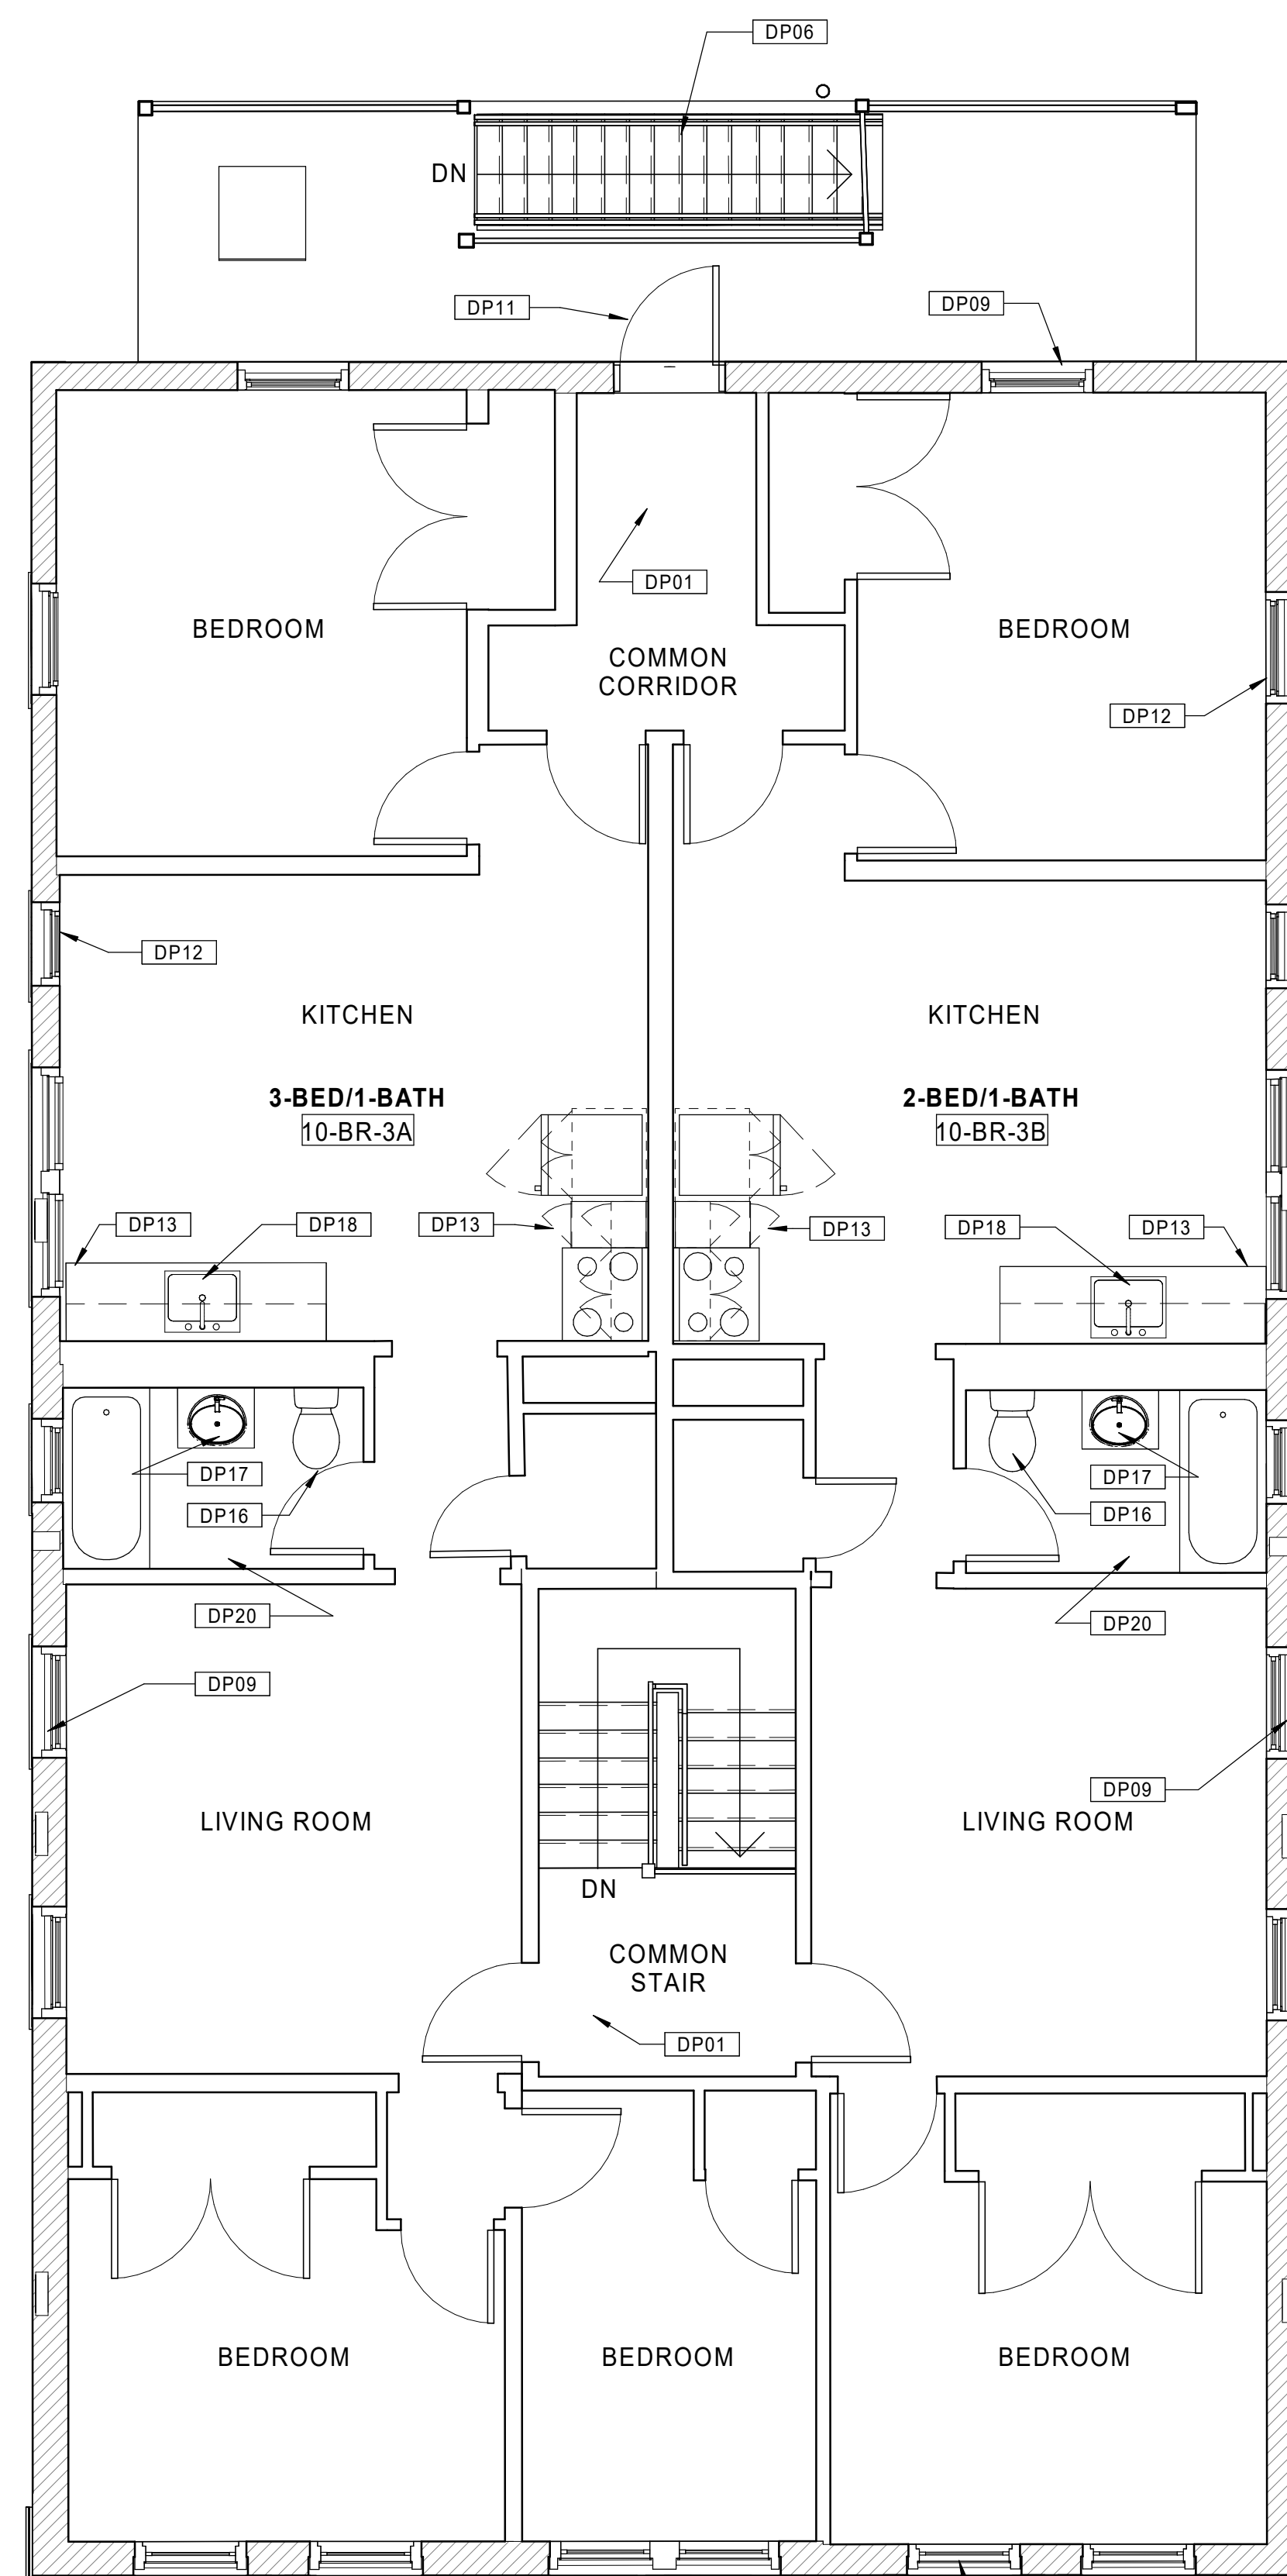 DP06
DN
DP11
DP09
DP01
BEDROOM
BEDROOM
COMMON
CORRIDOR
DP12
DP12
KITCHEN
KITCHEN
3-BED/1-BATH
10-BR-3A
2-BED/1-BATH
10-BR-3B
DP13
DP18
DP13
DP13
DP18
DP13
DP17
DP16
DP17
DP16
DP20
DP20
DP09
DP09
LIVING ROOM
LIVING ROOM
DN
COMMON
STAIR
DP01
BEDROOM
BEDROOM
BEDROOM